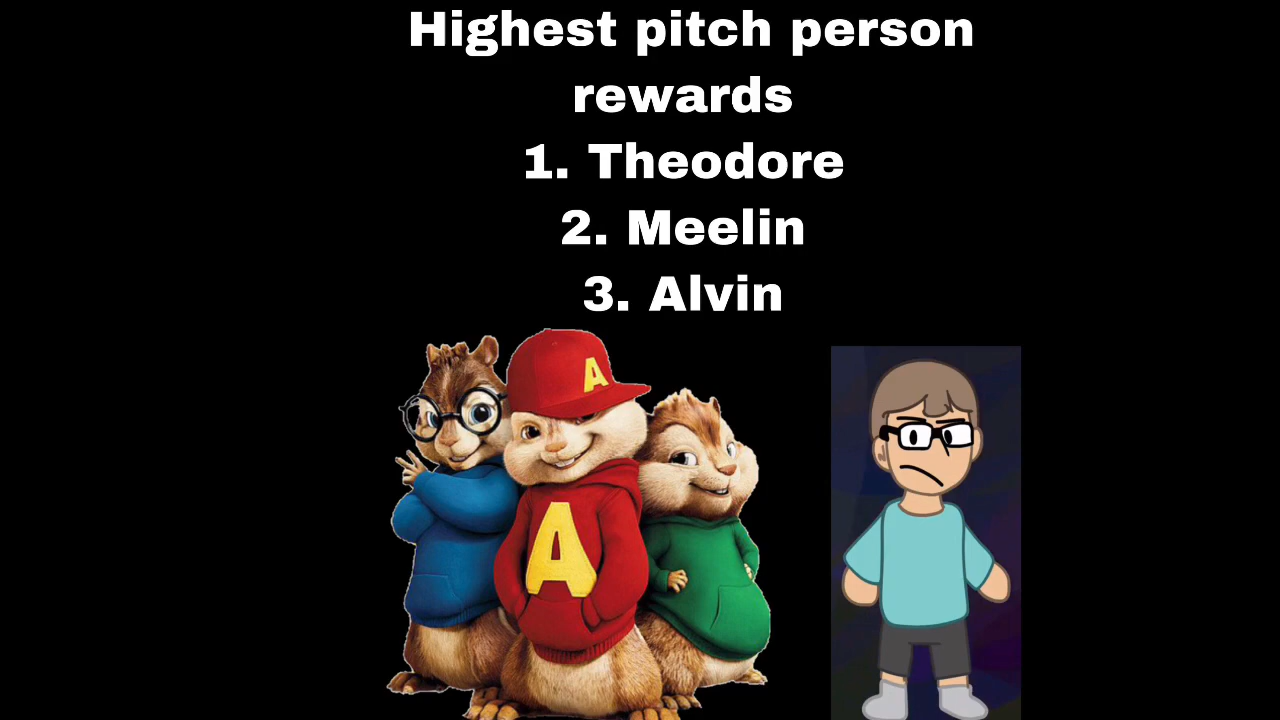 Highest pitch person
rewards
1. Theodore
2. Meelin
3. Alvin
A
A